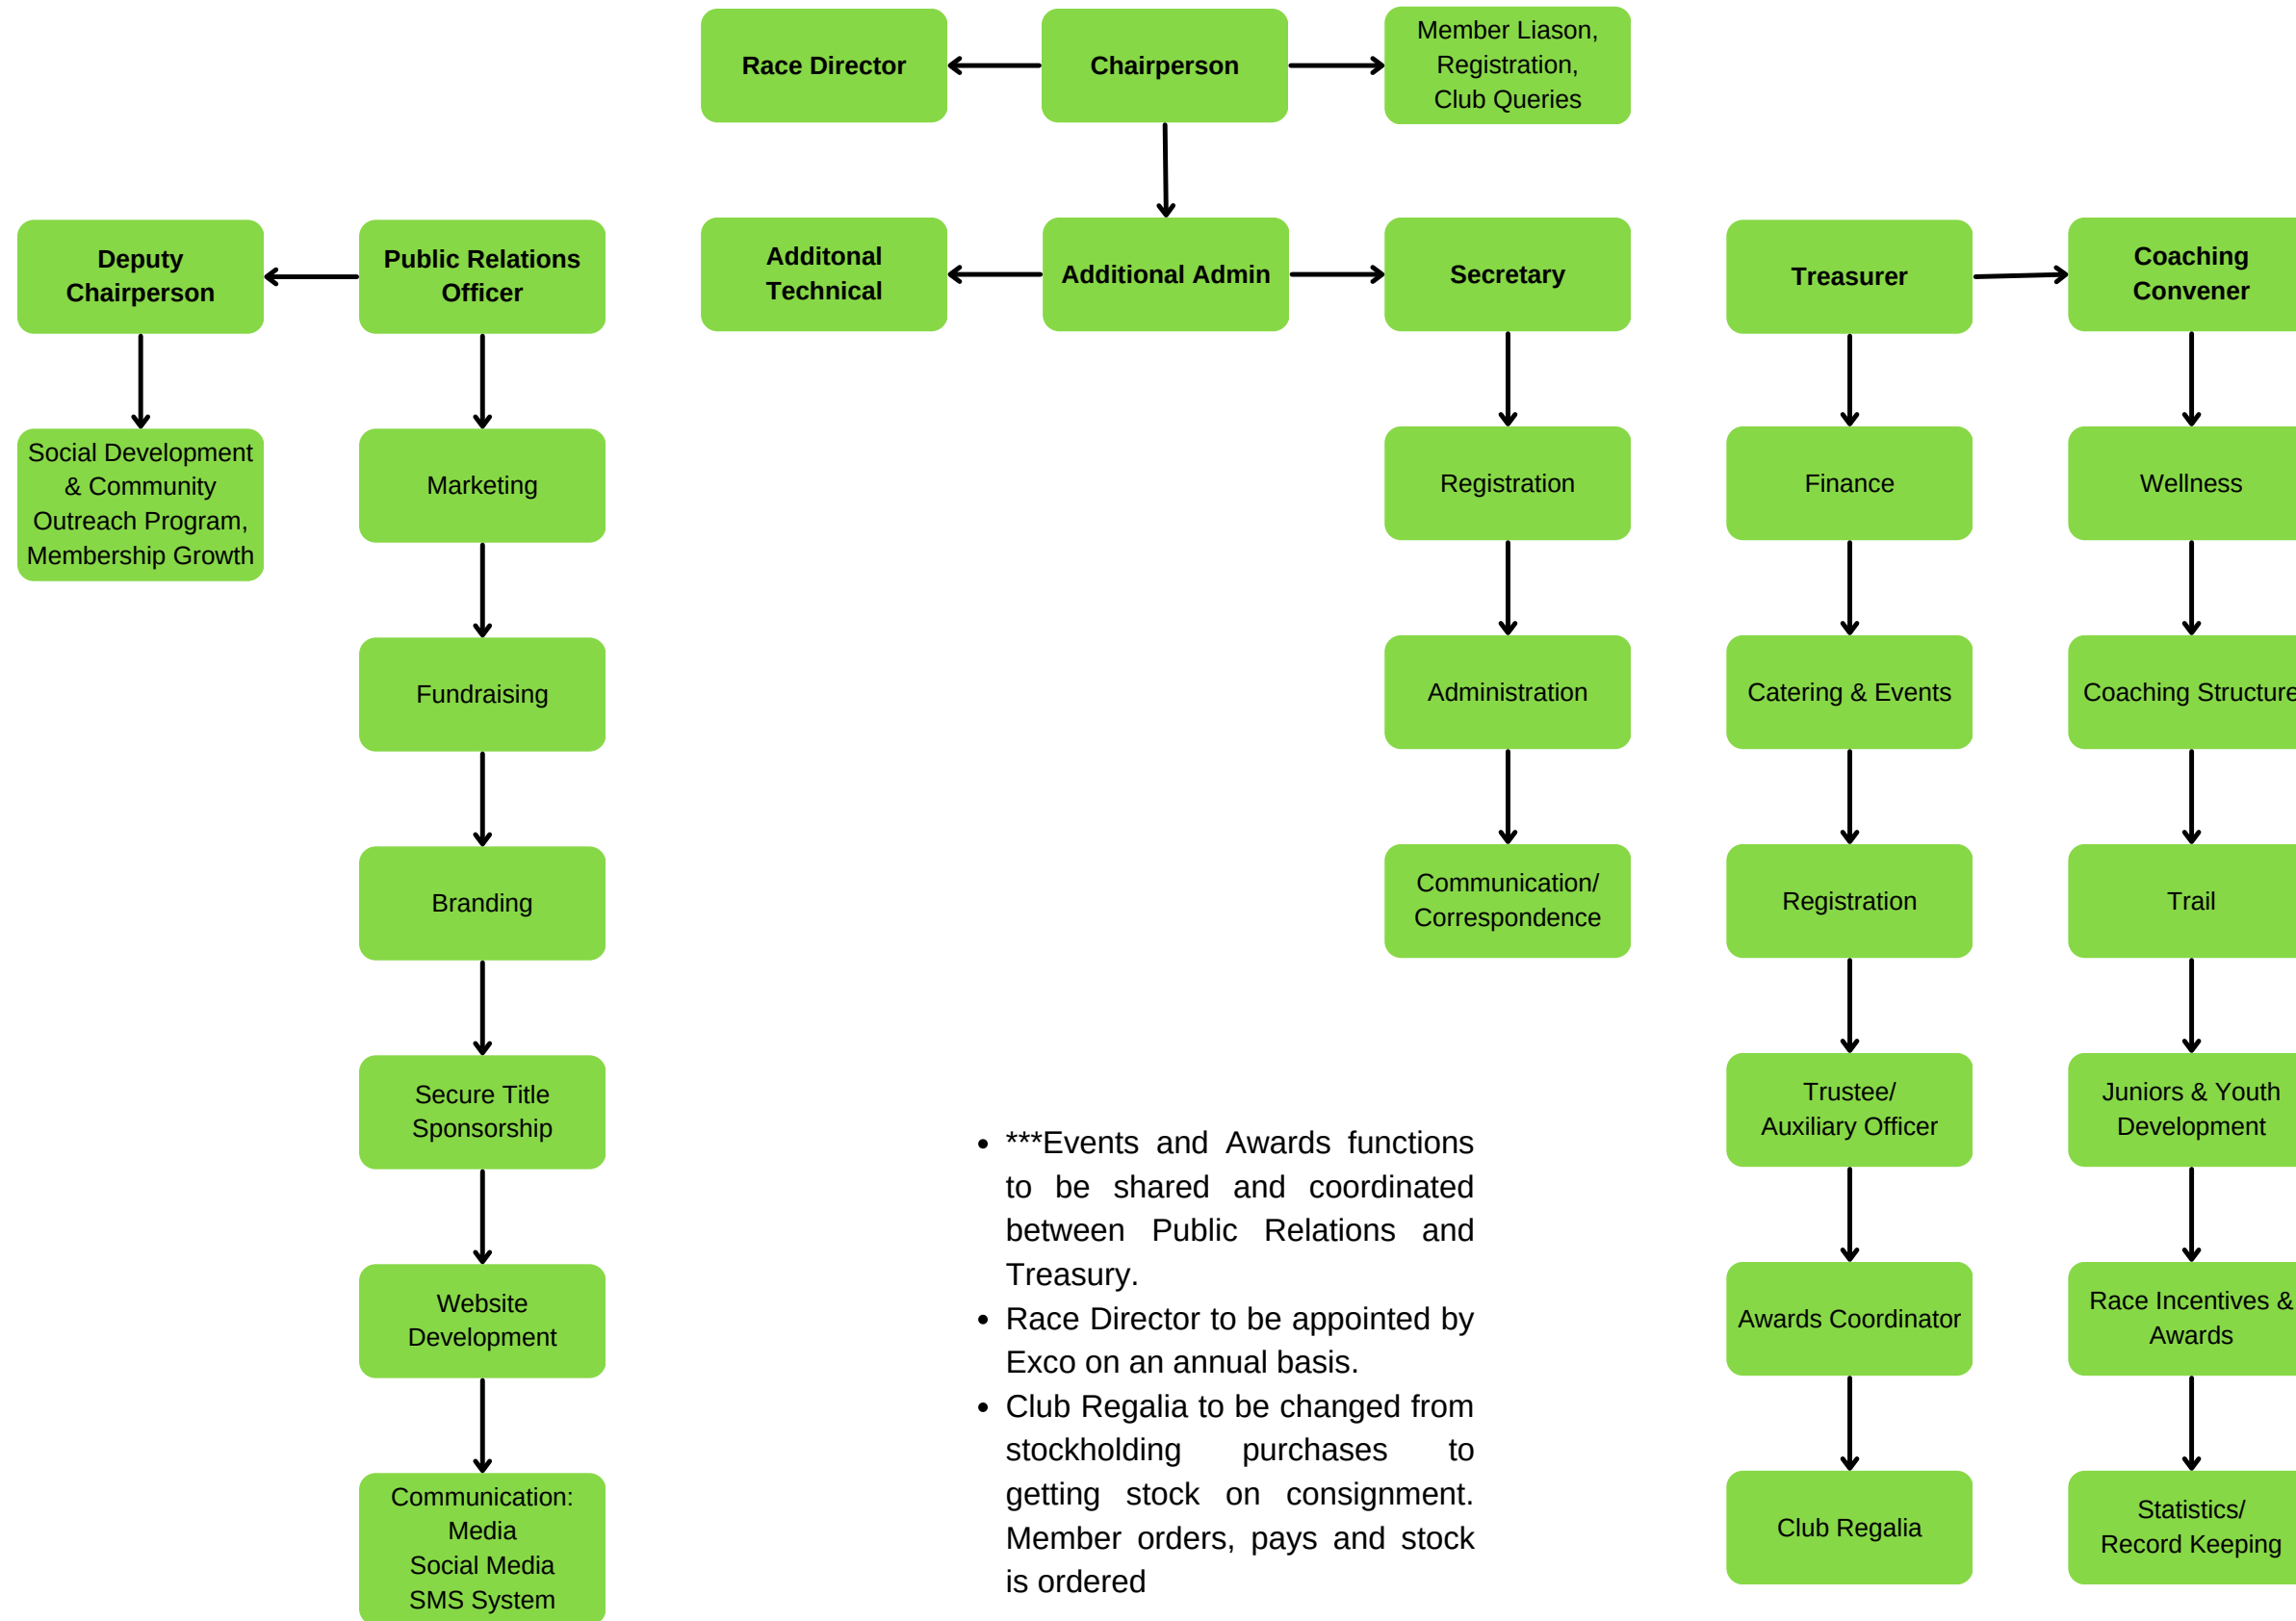 Race Director
Chairperson
Member Liason,
Registration,
Club Queries
Deputy
Chairperson
Public Relations
Officer
Additonal
Technical
Additional Admin
Secretary
Treasurer
Coaching
Convener
Social Development
& Community
Outreach Program,
Membership Growth
Marketing
Registration
Finance
Wellness
Fundraising
Administration
Catering & Events
Coaching Structure
Branding
Communication/
Correspondence
Registration
Trail
Secure Title
Sponsorship
Trustee/
Auxiliary Officer
Juniors & Youth
Development
Website
Development
Awards Coordinator
Race Incentives &
Awards
Communication:
Media
Social Media
SMS System
Club Regalia
Statistics/
Record Keeping
• ***Events and Awards functions
to be shared and coordinated
between Public Relations and
Treasury.
• Race Director to be appointed by
Exco on an annual basis.
• Club Regalia to be changed from
stockholding purchases to
getting stock on consignment.
Member orders, pays and stock
is ordered